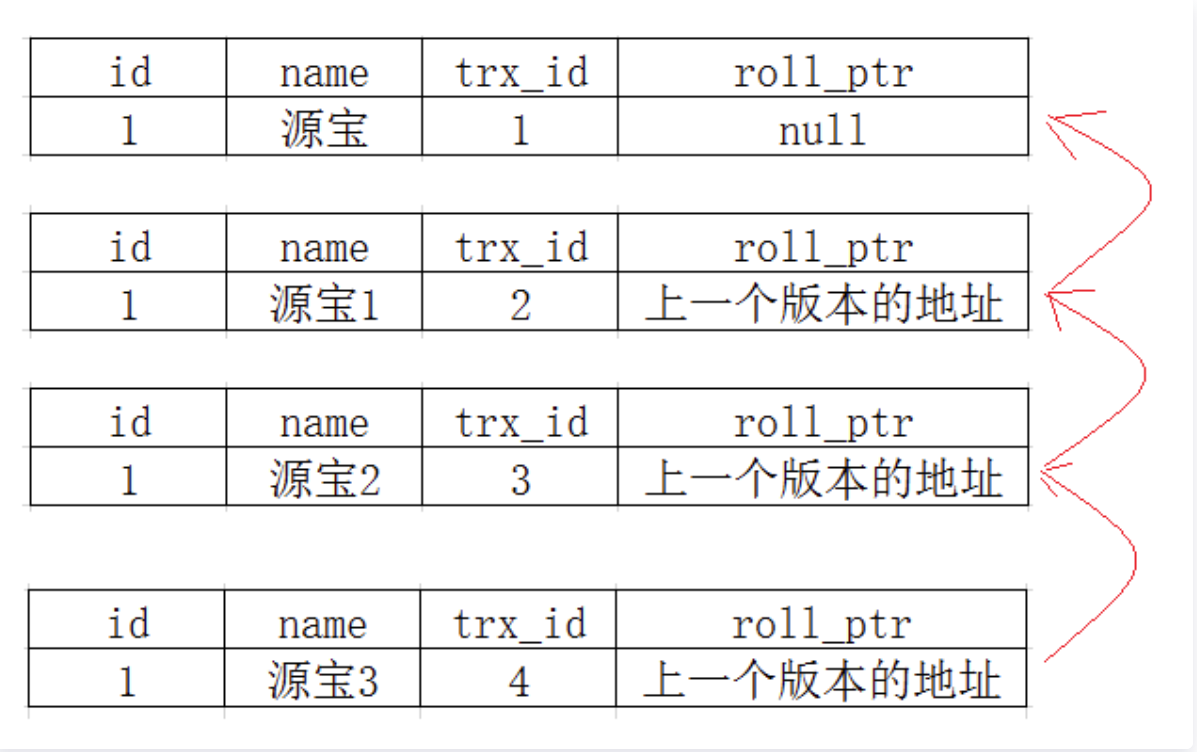 id name trx_id roll_ptr
1 源宝 1 null
id name trx_id roll_ptr
1 源宝1 2 上一个版本的地址
id name trx_id roll_ptr
1 源宝2 3 上一个版本的地址
id name trx_id roll_ptr
1 源宝3 4 上一个版本的地址